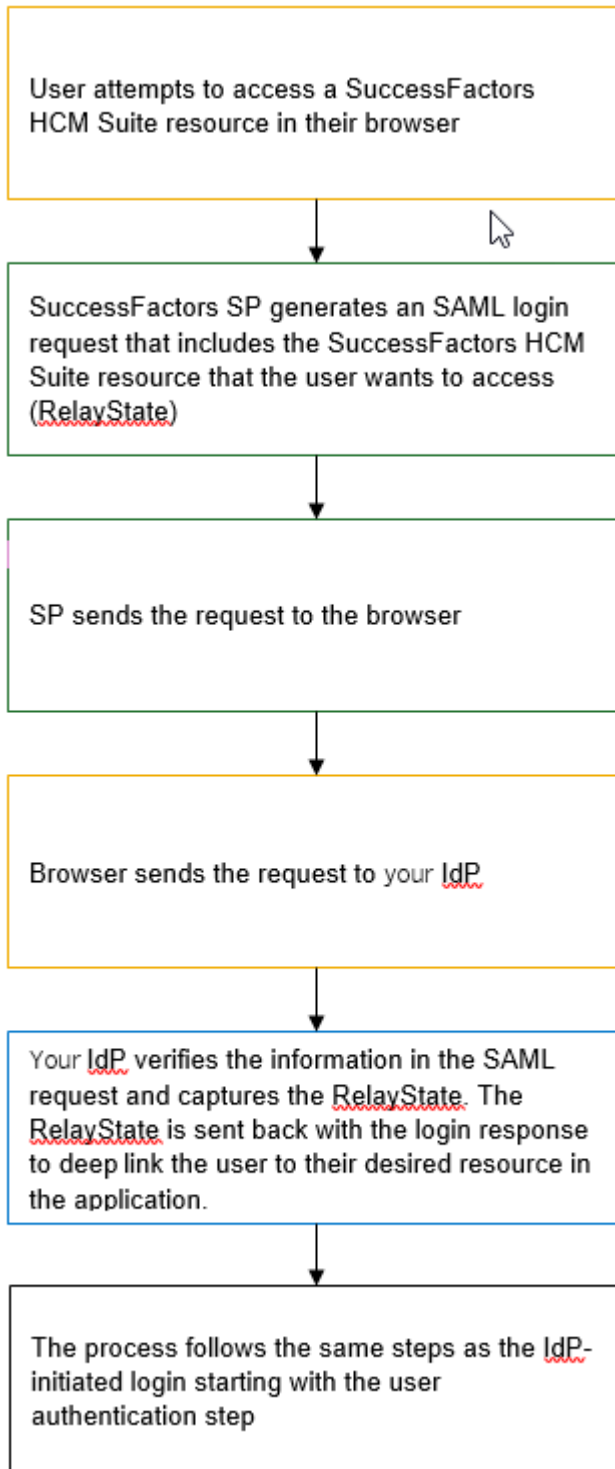 User attempts to access a SuccessFactors
HCM Suite resource in their browser
SuccessFactors SP generates an SAML login
request that includes the SuccessFactors HCM
Suite resource that the user wants to access
(RelayState)
SP sends the request to the browser
Browser sends the request to your IdP
Your IdP verifies the information in the SAML
request and captures the RelayState. The
RelayState is sent back with the login response
to deep link the user to their desired resource in
the application.
The process follows the same steps as the IdP-
initiated login starting with the user
authentication step